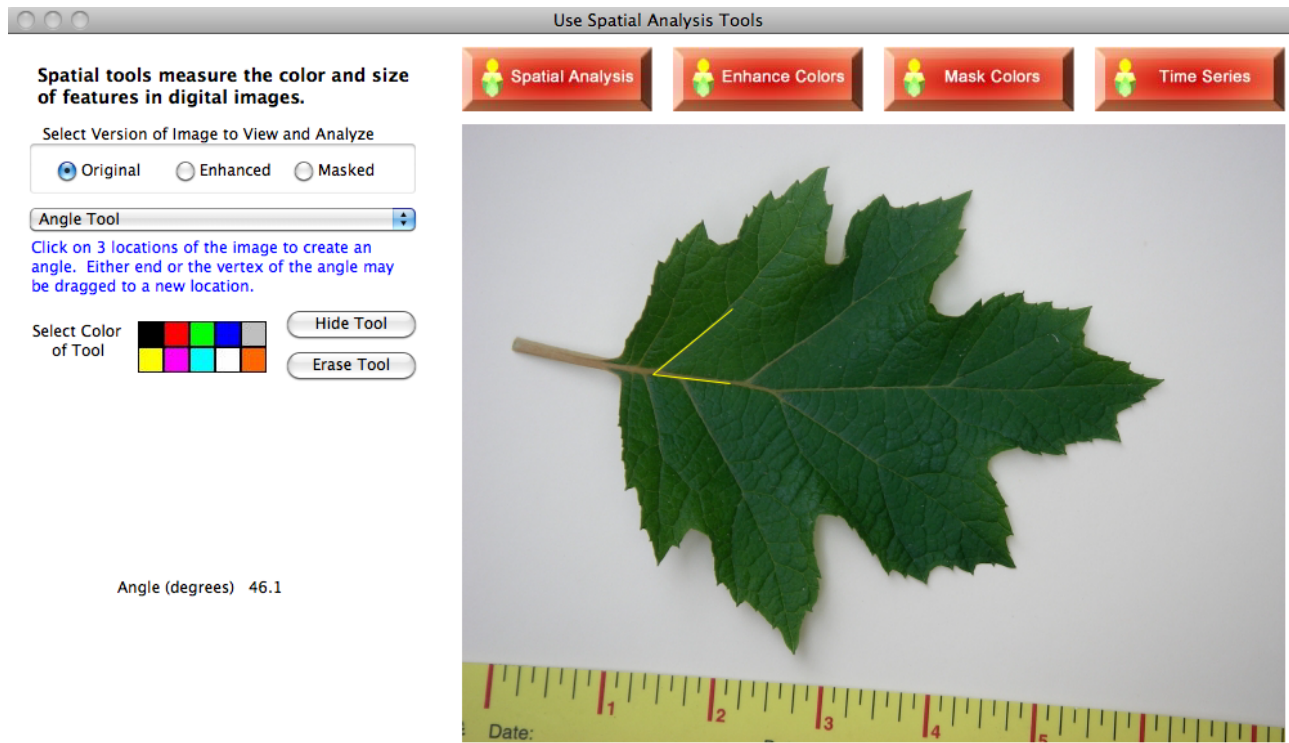 Use Spatial Analysis Tools
Spatial tools measure the color and size
of features in digital images.
Select Version of Image to View and Analyze
Original Enhanced Masked
Angle Tool
Click on 3 locations of the image to create an
angle. Either end or the vertex of the angle may
be dragged to a new location.
Select Color
of Tool
Hide Tool
Erase Tool
Angle (degrees) 46.1
Spatial Analysis Enhance Colors Mask Colors Time Series
1 2 3 4 5
Date: